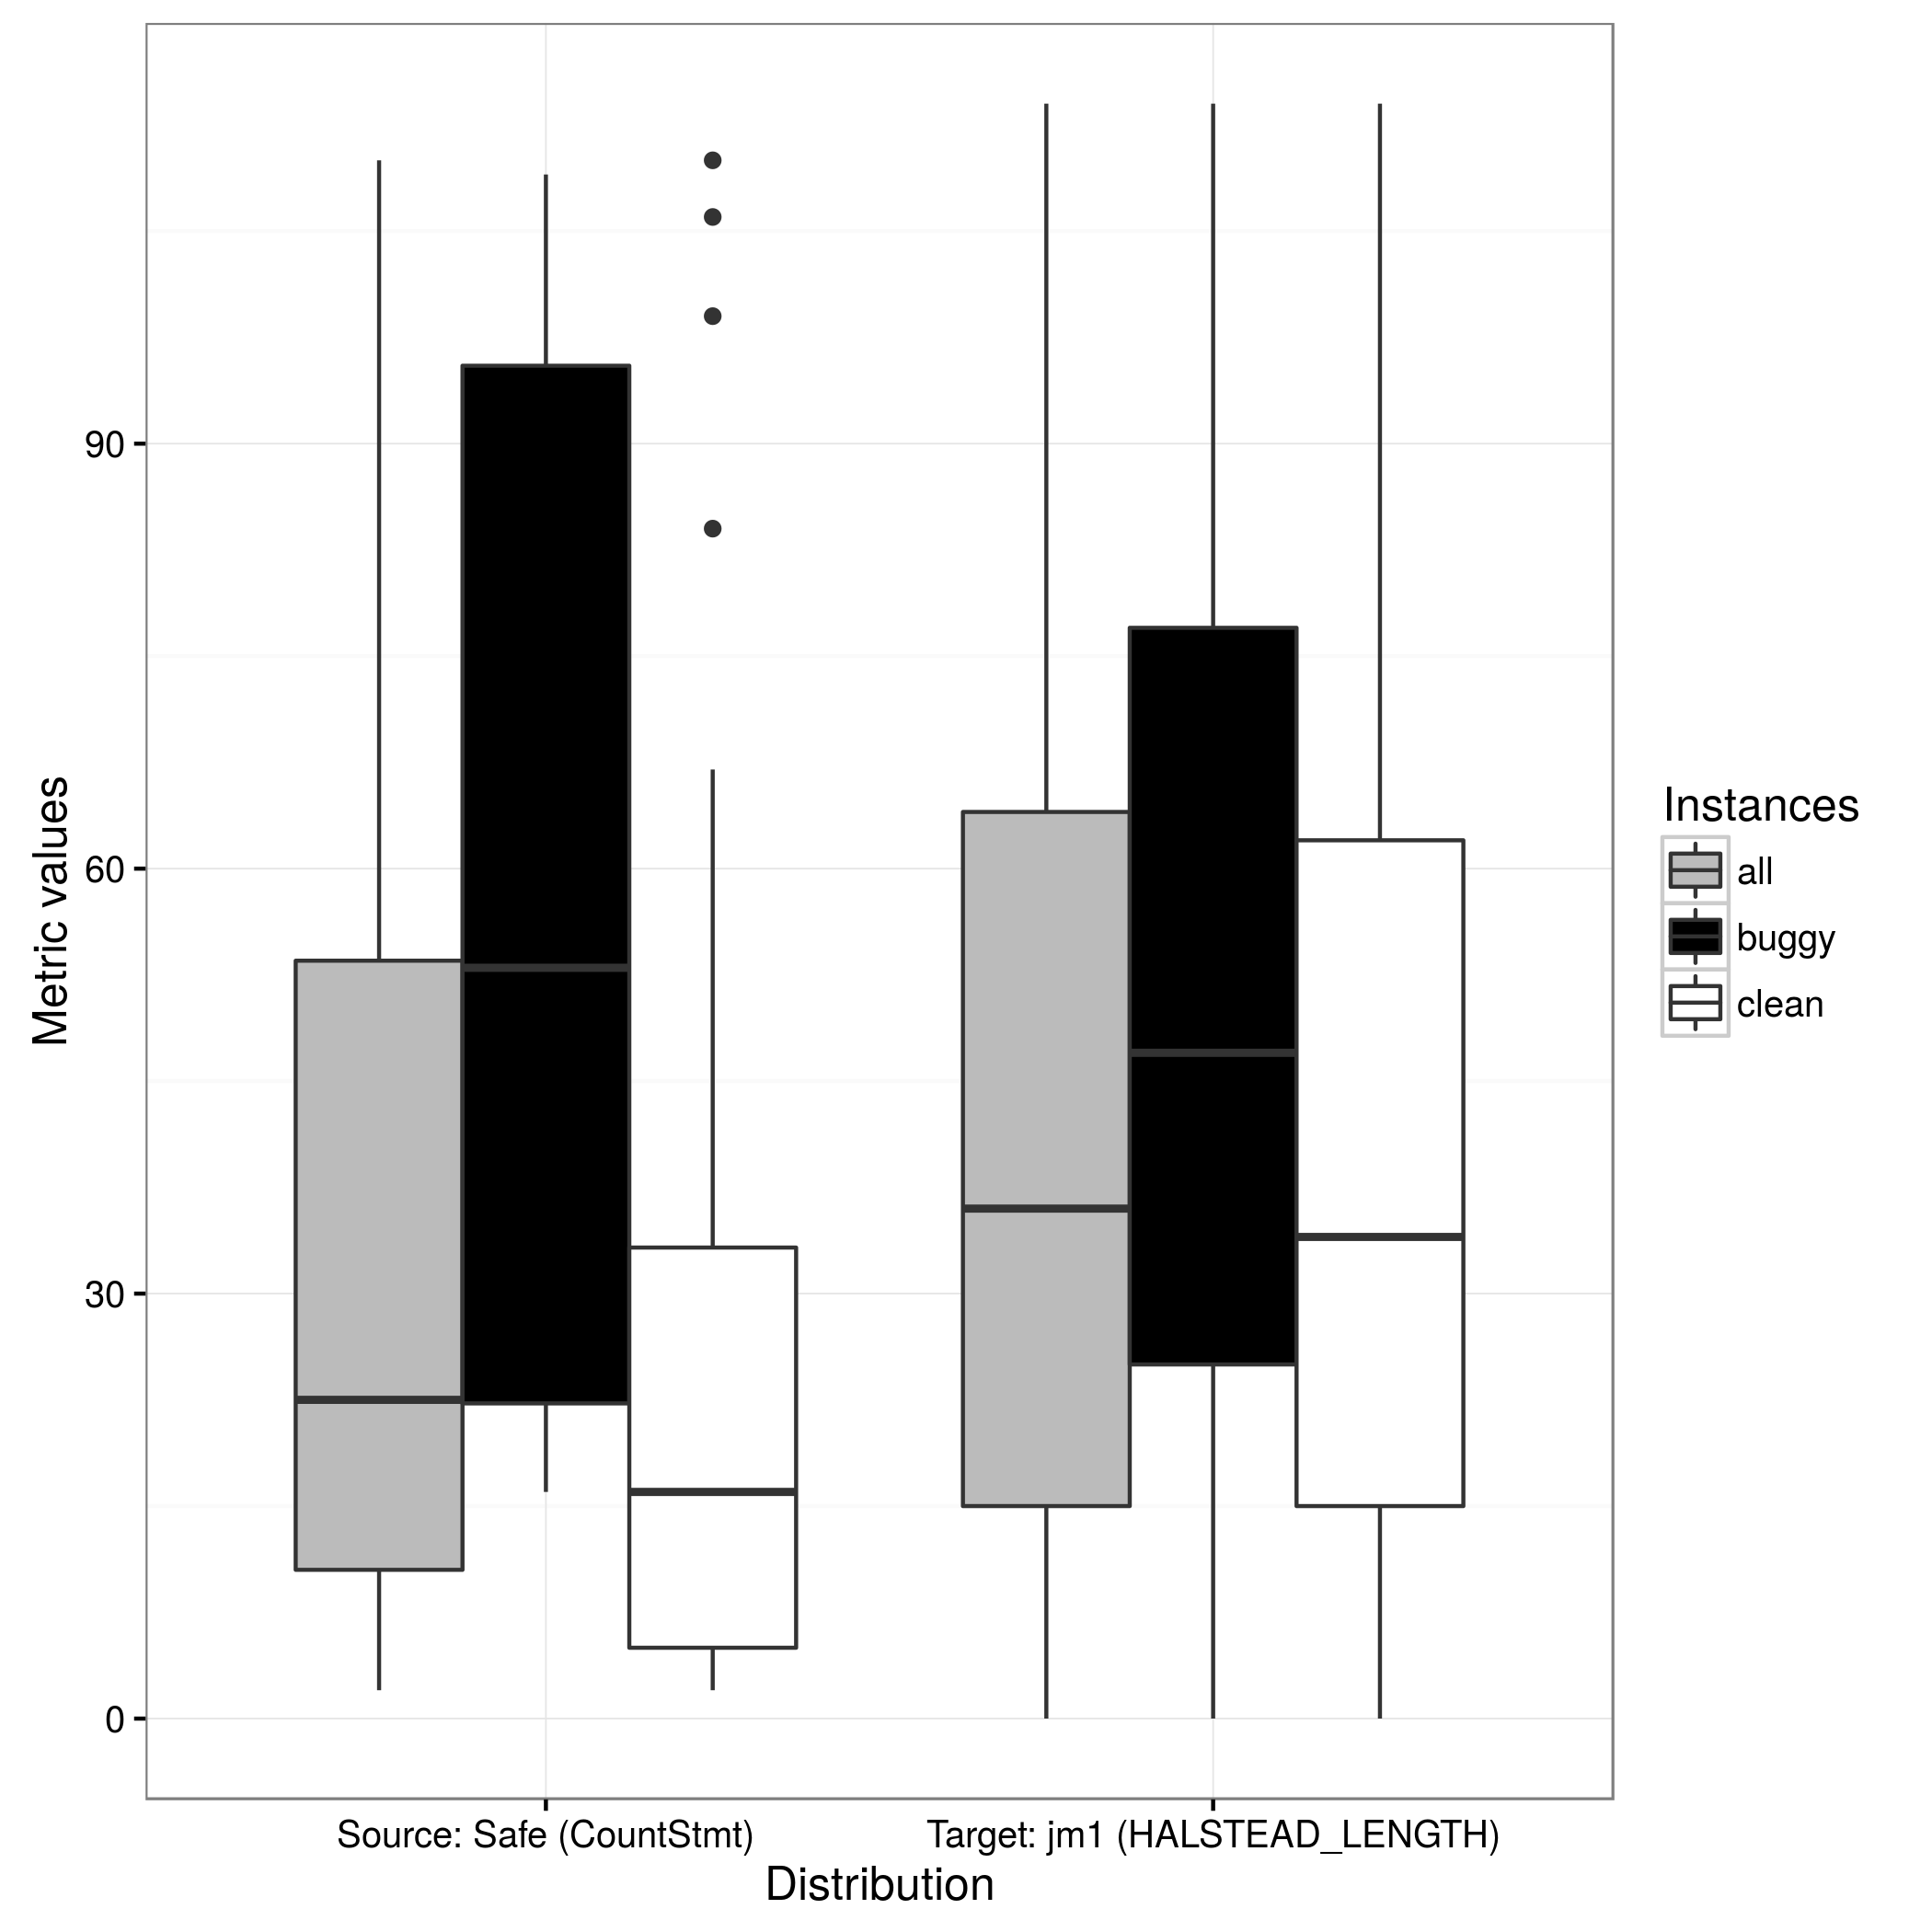 90
60
30
0
Metric values
Source: Safe (CountStmt)
Target: jm1 (HALSTEAD_LENGTH)
Distribution
Instances
all
buggy
clean